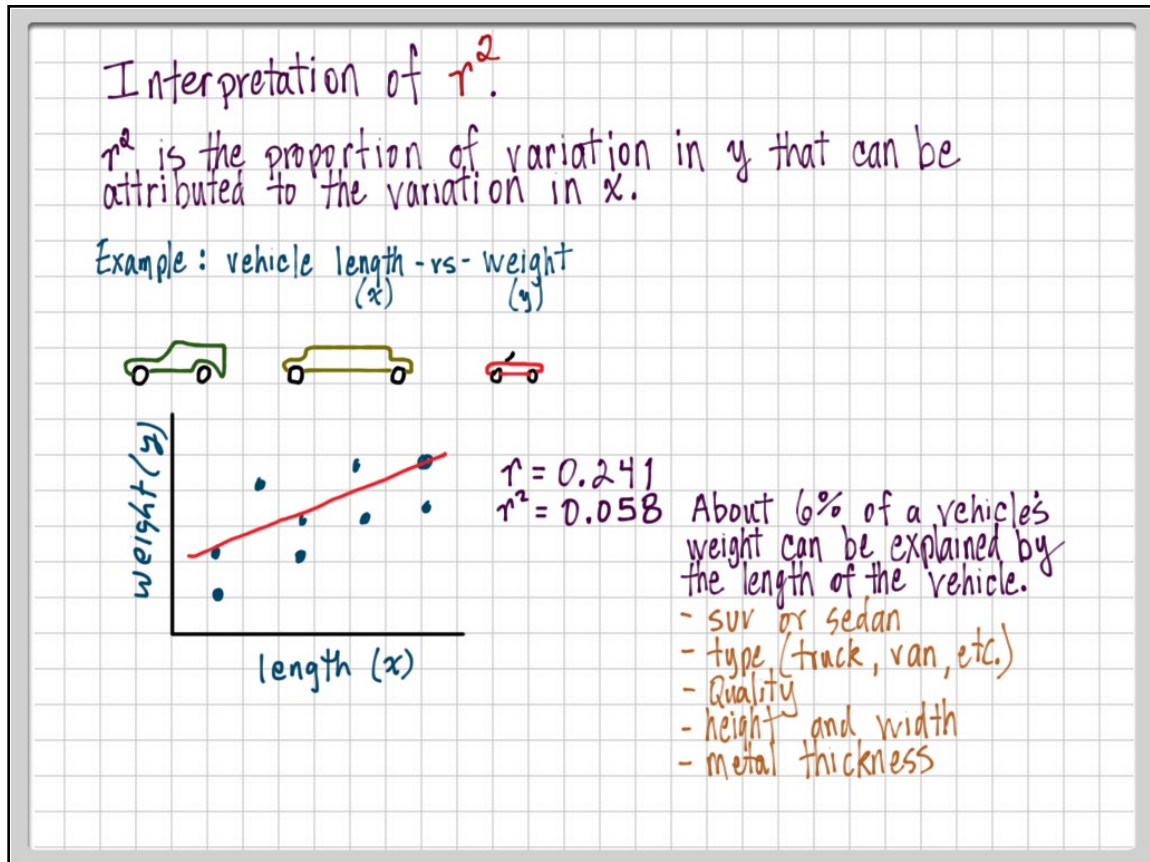 Interpretation of r².
r² is the proportion of variation in y that can be
attributed to the variation in x.
Example: vehicle length -vs- weight
(x) (y)
weight (y)
length (x)
r = 0.241
r² = 0.058
About 6% of a vehicle's
weight can be explained by
the length of the vehicle.
- suv or sedan
- type (truck, van, etc.)
- Quality
- height and width
- metal thickness